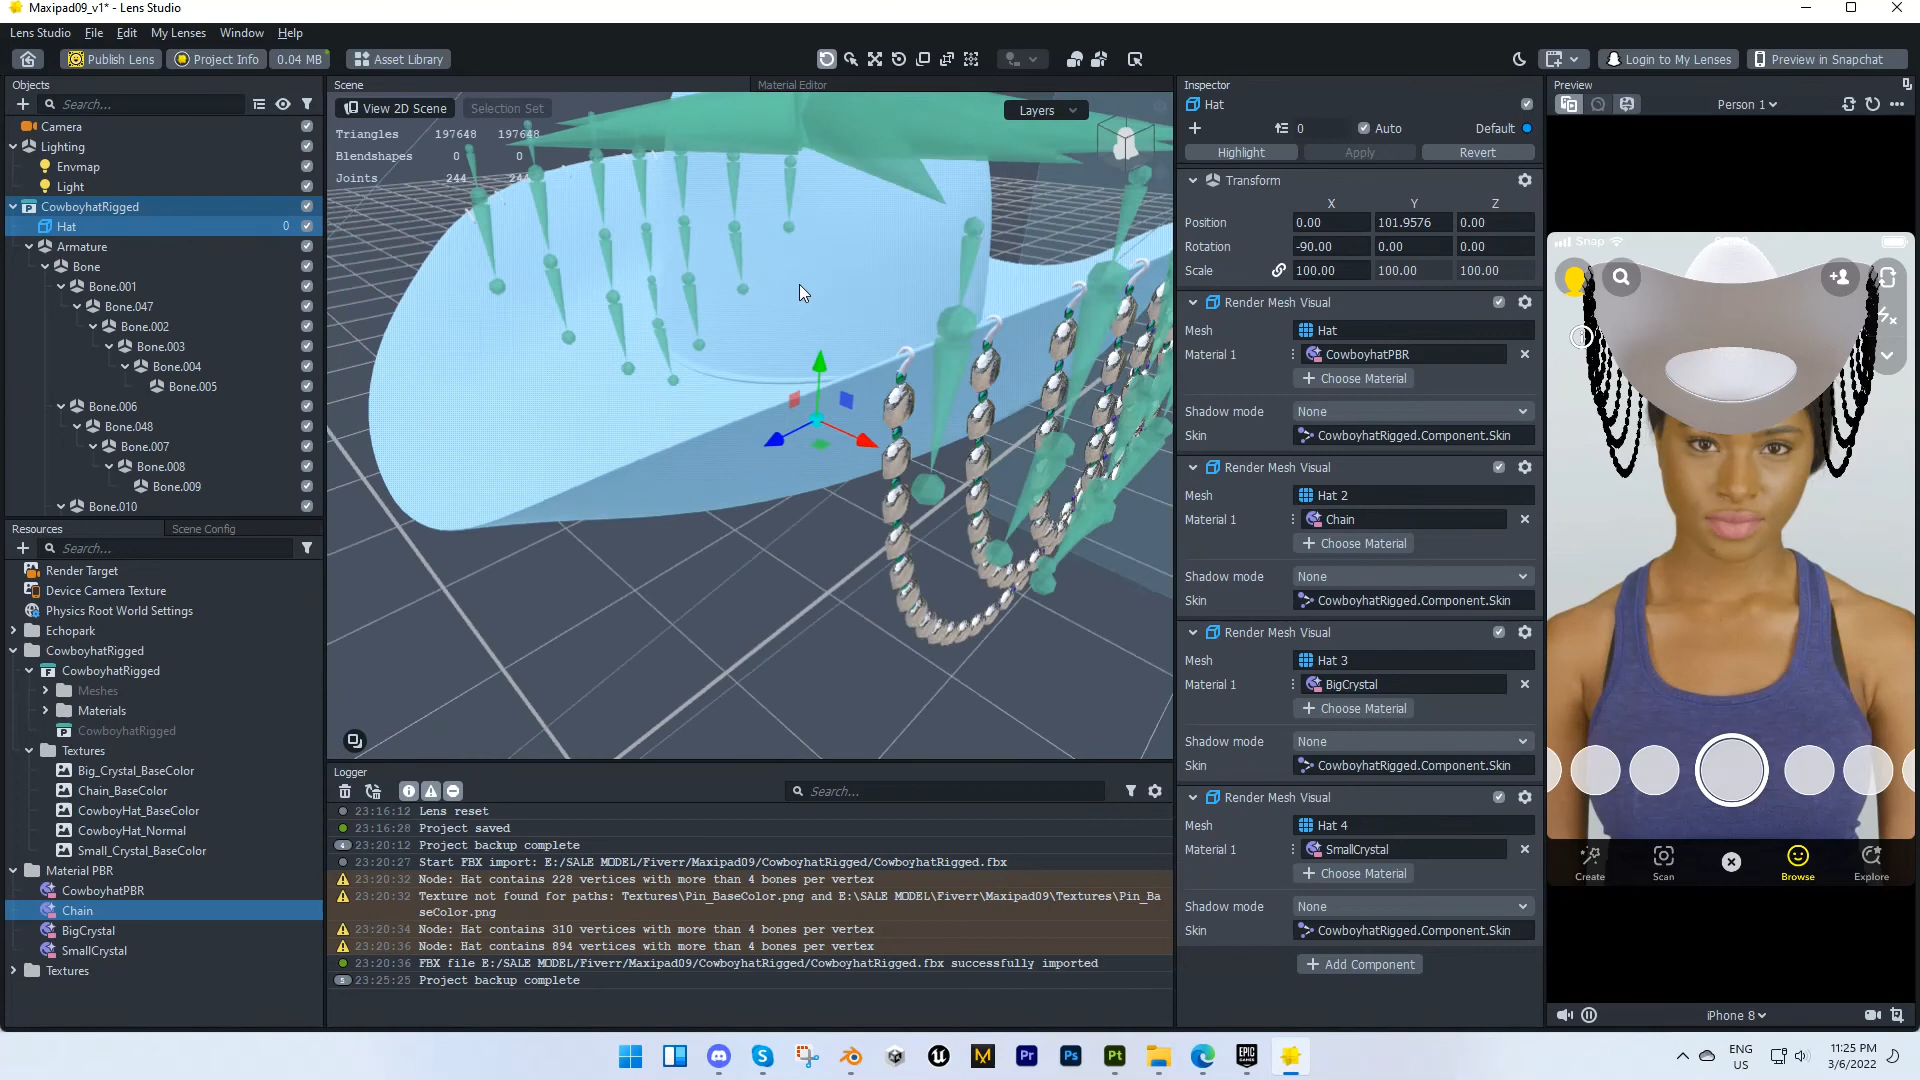 Maxipad09_v1* - Lens Studio
Lens Studio File Edit My Lenses Window Help
Publish Lens Project Info 0.04 MB Asset Library Login to My Lenses Preview in Snapchat
Objects
Search...
Camera
Lighting
Envmap
Light
CowboyhatRigged
Hat 0
Armature
Bone
Bone.001
Bone.047
Bone.002
Bone.003
Bone.004
Bone.005
Bone.006
Bone.048
Bone.007
Bone.008
Bone.009
Bone.010
Resources Scene Config
Search...
Render Target
Device Camera Texture
Physics Root World Settings
Echopark
CowboyhatRigged
CowboyhatRigged
Meshes
Materials
CowboyhatRigged
Textures
Big_Crystal_BaseColor
Chain_BaseColor
CowboyHat_BaseColor
CowboyHat_Normal
Small_Crystal_BaseColor
Material PBR
CowboyhatPBR
Chain
BigCrystal
SmallCrystal
Textures
Scene Material Editor
View 2D Scene Selection Set Layers
Triangles 197648 197648
Blendshapes 0 0
Joints 244 244
Logger
Search...
23:16:12 Lens reset
23:16:28 Project saved
4 23:20:12 Project backup complete
23:20:27 Start FBX import: E:/SALE MODEL/Fiverr/Maxipad09/CowboyhatRigged/CowboyhatRigged.fbx
23:20:32 Node: Hat contains 228 vertices with more than 4 bones per vertex
23:20:32 Texture not found for paths: Textures\Pin_BaseColor.png and E:\SALE MODEL\Fiverr\Maxipad09\Textures\Pin_Ba
seColor.png
23:20:34 Node: Hat contains 310 vertices with more than 4 bones per vertex
23:20:36 Node: Hat contains 894 vertices with more than 4 bones per vertex
23:20:36 FBX file E:/SALE MODEL/Fiverr/Maxipad09/CowboyhatRigged/CowboyhatRigged.fbx successfully imported
5 23:25:25 Project backup complete
Inspector
Hat
0 Auto Default
Highlight Apply Revert
Transform
X Y Z
Position 0.00 101.9576 0.00
Rotation -90.00 0.00 0.00
Scale 100.00 100.00 100.00
Render Mesh Visual
Mesh Hat
Material 1 CowboyhatPBR
+ Choose Material
Shadow mode None
Skin CowboyhatRigged.Component.Skin
Render Mesh Visual
Mesh Hat 2
Material 1 Chain
+ Choose Material
Shadow mode None
Skin CowboyhatRigged.Component.Skin
Render Mesh Visual
Mesh Hat 3
Material 1 BigCrystal
+ Choose Material
Shadow mode None
Skin CowboyhatRigged.Component.Skin
Render Mesh Visual
Mesh Hat 4
Material 1 SmallCrystal
+ Choose Material
Shadow mode None
Skin CowboyhatRigged.Component.Skin
+ Add Component
Preview
Person 1
Snap
Create Scan Browse Explore
iPhone 8
Pr Ps Pt EPIC GAMES
ENG
US
11:25 PM
3/6/2022